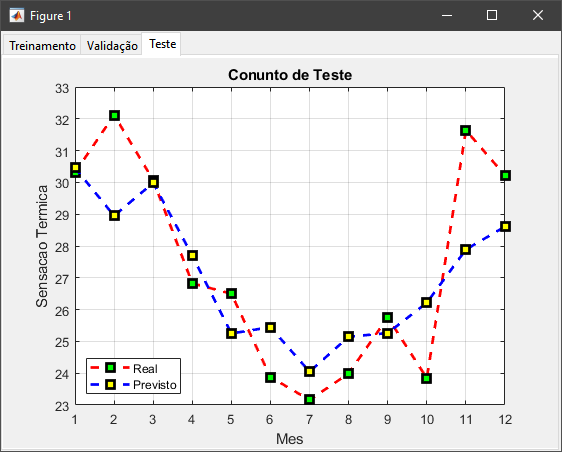 Figure 1
Treinamento Validação Teste
Conunto de Teste
33
32
31
30
29
28
27
26
25
24
23
Sensacao Termica
Real
Previsto
1 2 3 4 5 6 7 8 9 10 11 12
Mes